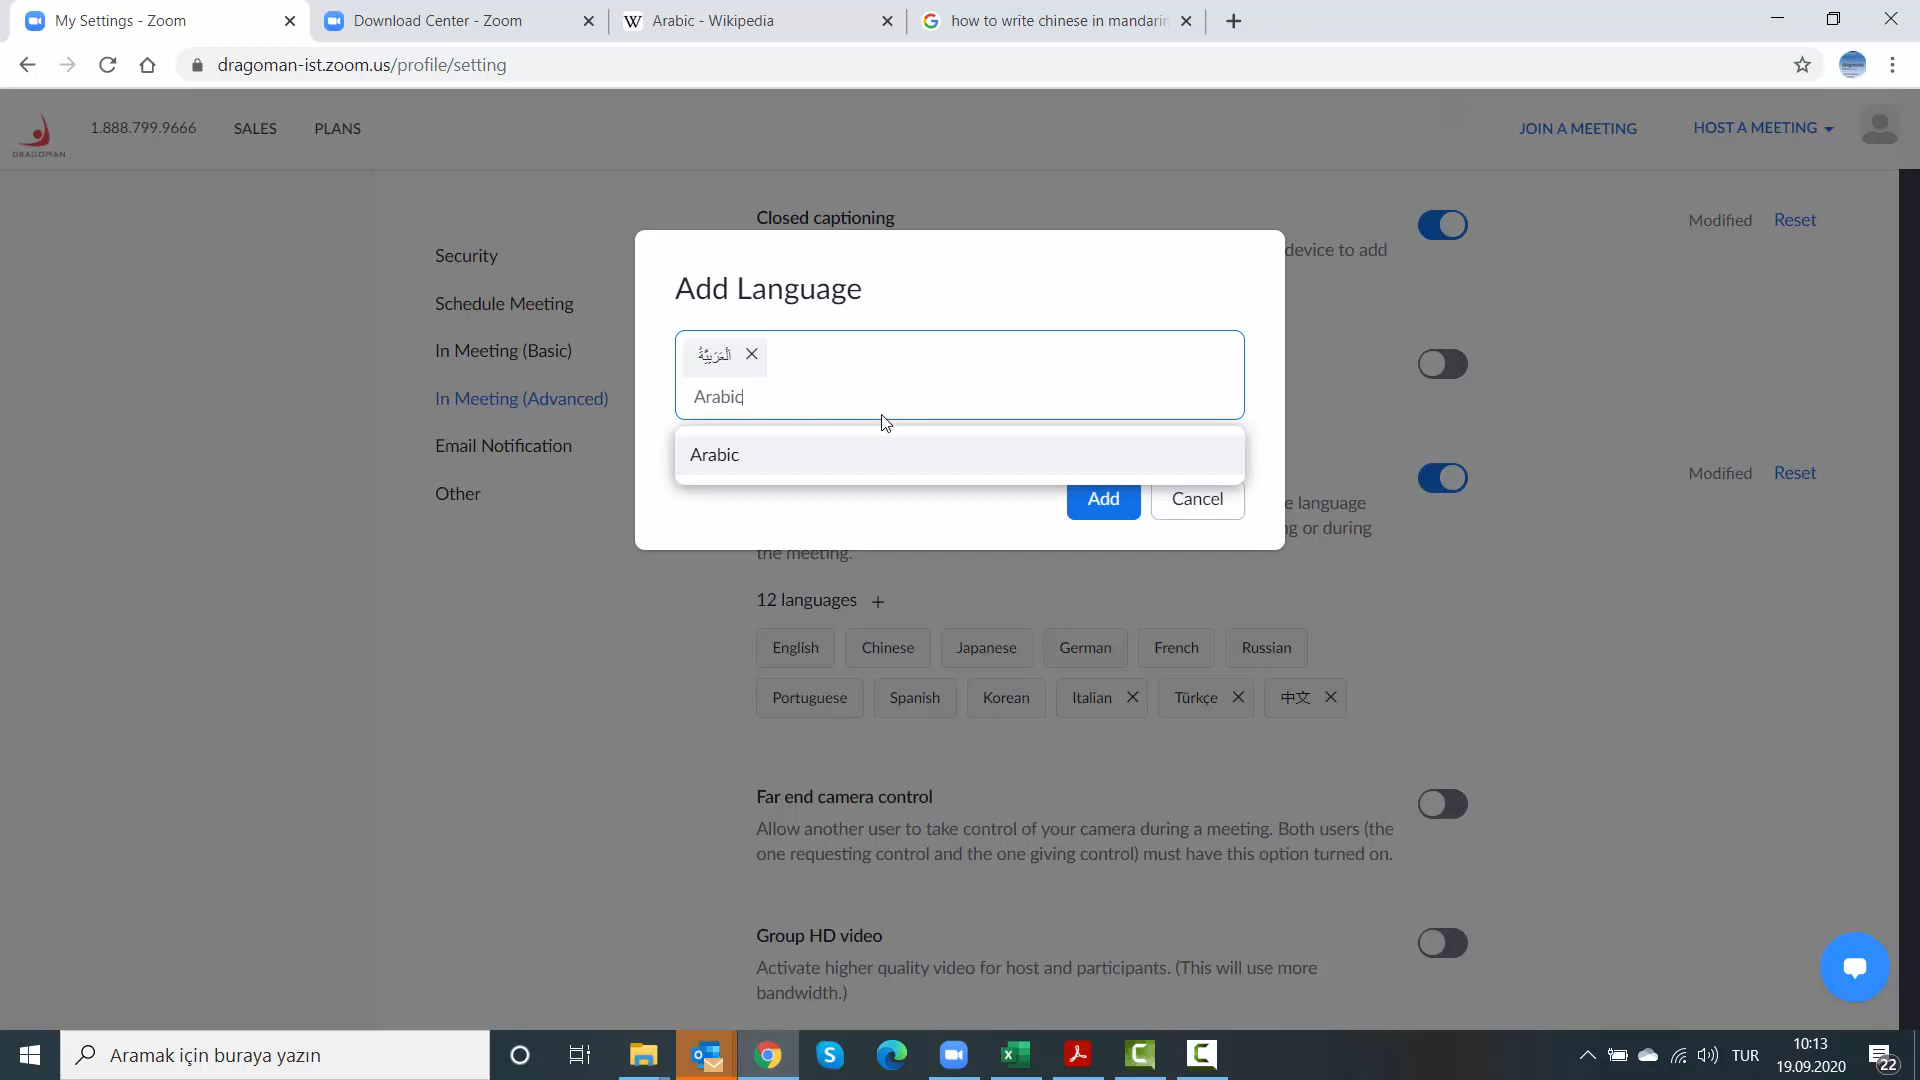 My Settings - Zoom
Download Center - Zoom
W Arabic - Wikipedia
how to write chinese in mandarin
dragoman-ist.zoom.us/profile/setting
DRAGOMAN
1.888.799.9666
SALES
PLANS
JOIN A MEETING
HOST A MEETING
Security
Schedule Meeting
In Meeting (Basic)
In Meeting (Advanced)
Email Notification
Other
Closed captioning
device to add
Modified
Reset
Add Language
الْعَرَبِيَّةُ
Arabic
Arabic
Add
Cancel
e language
ng or during
the meeting.
Modified
Reset
12 languages +
English
Chinese
Japanese
German
French
Russian
Portuguese
Spanish
Korean
Italian
Türkçe
中文
Far end camera control
Allow another user to take control of your camera during a meeting. Both users (the
one requesting control and the one giving control) must have this option turned on.
Group HD video
Activate higher quality video for host and participants. (This will use more
bandwidth.)
Aramak için buraya yazın
TUR
10:13
19.09.2020
22